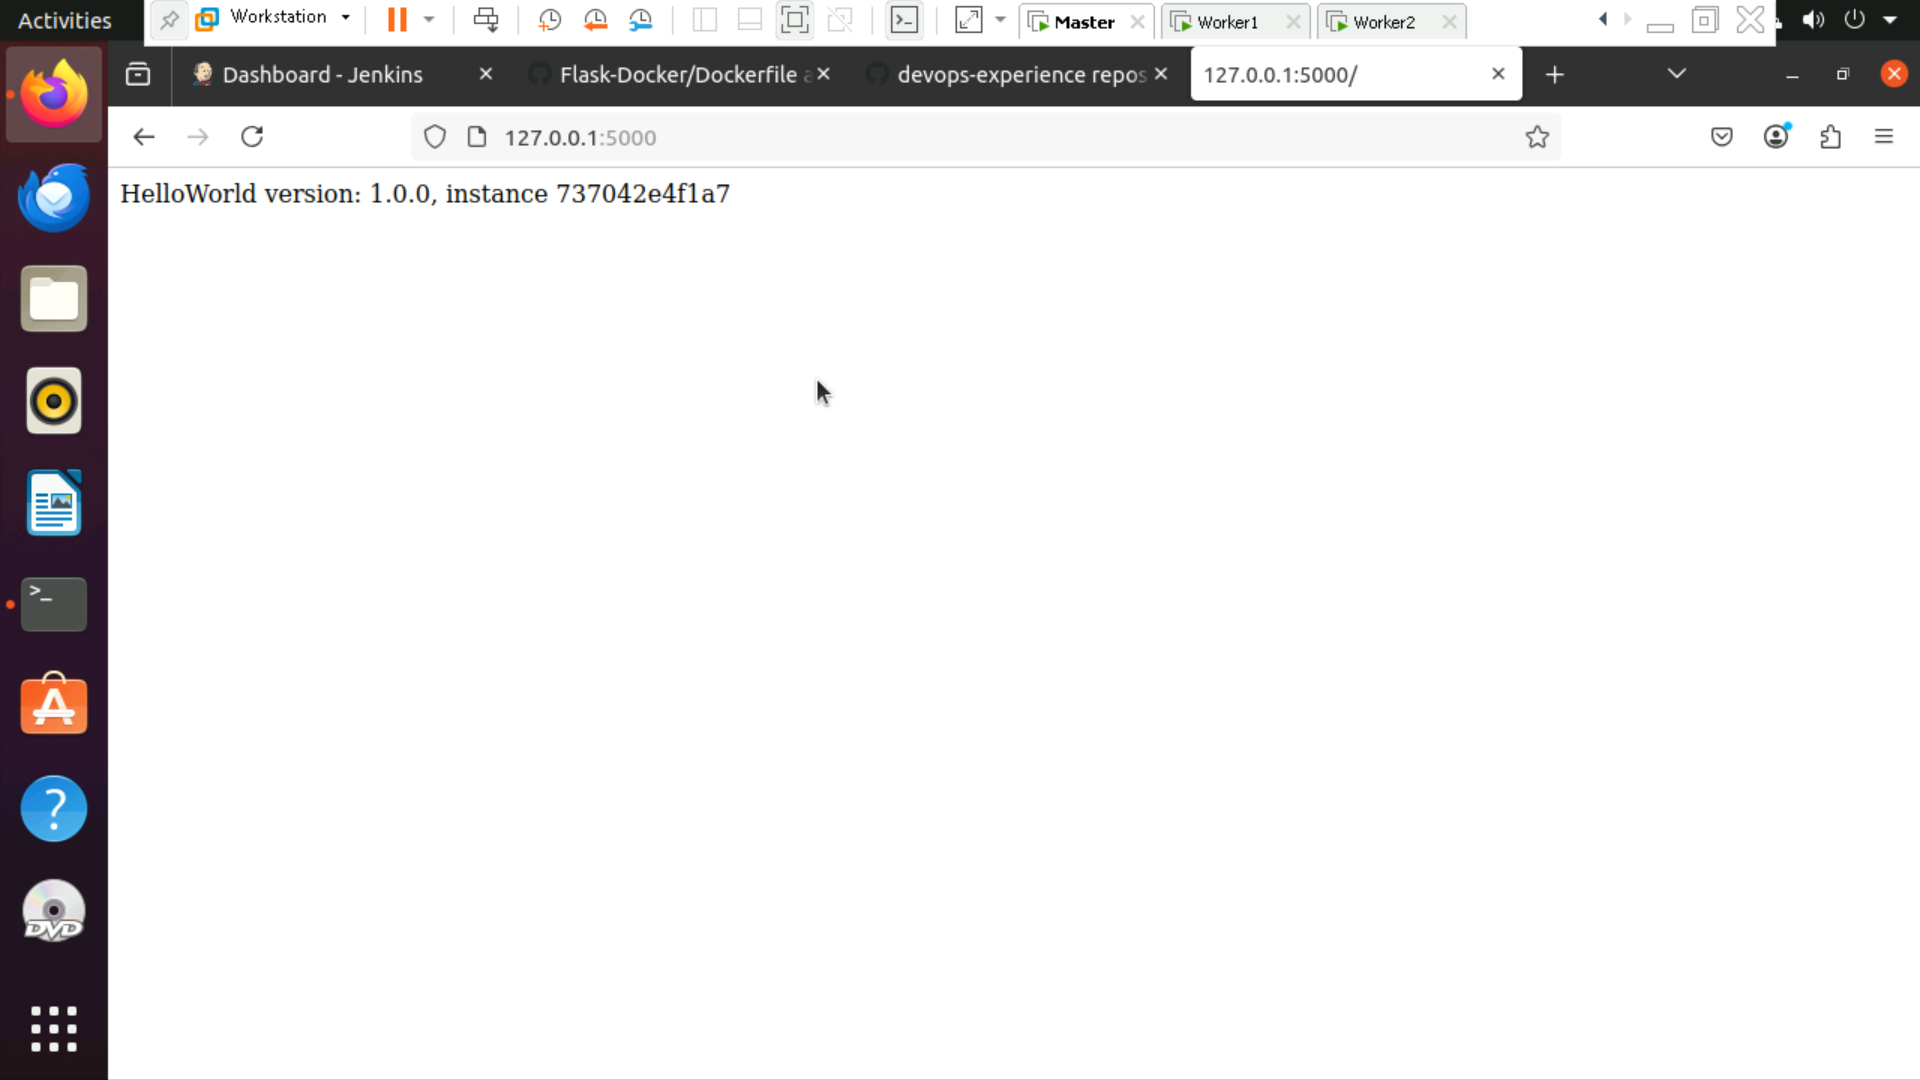 Activities
Workstation
Master
Worker1
Worker2
Dashboard - Jenkins
Flask-Docker/Dockerfile a
devops-experience repos
127.0.0.1:5000/
127.0.0.1:5000
HelloWorld version: 1.0.0, instance 737042e4f1a7
>_
A
?
DVD